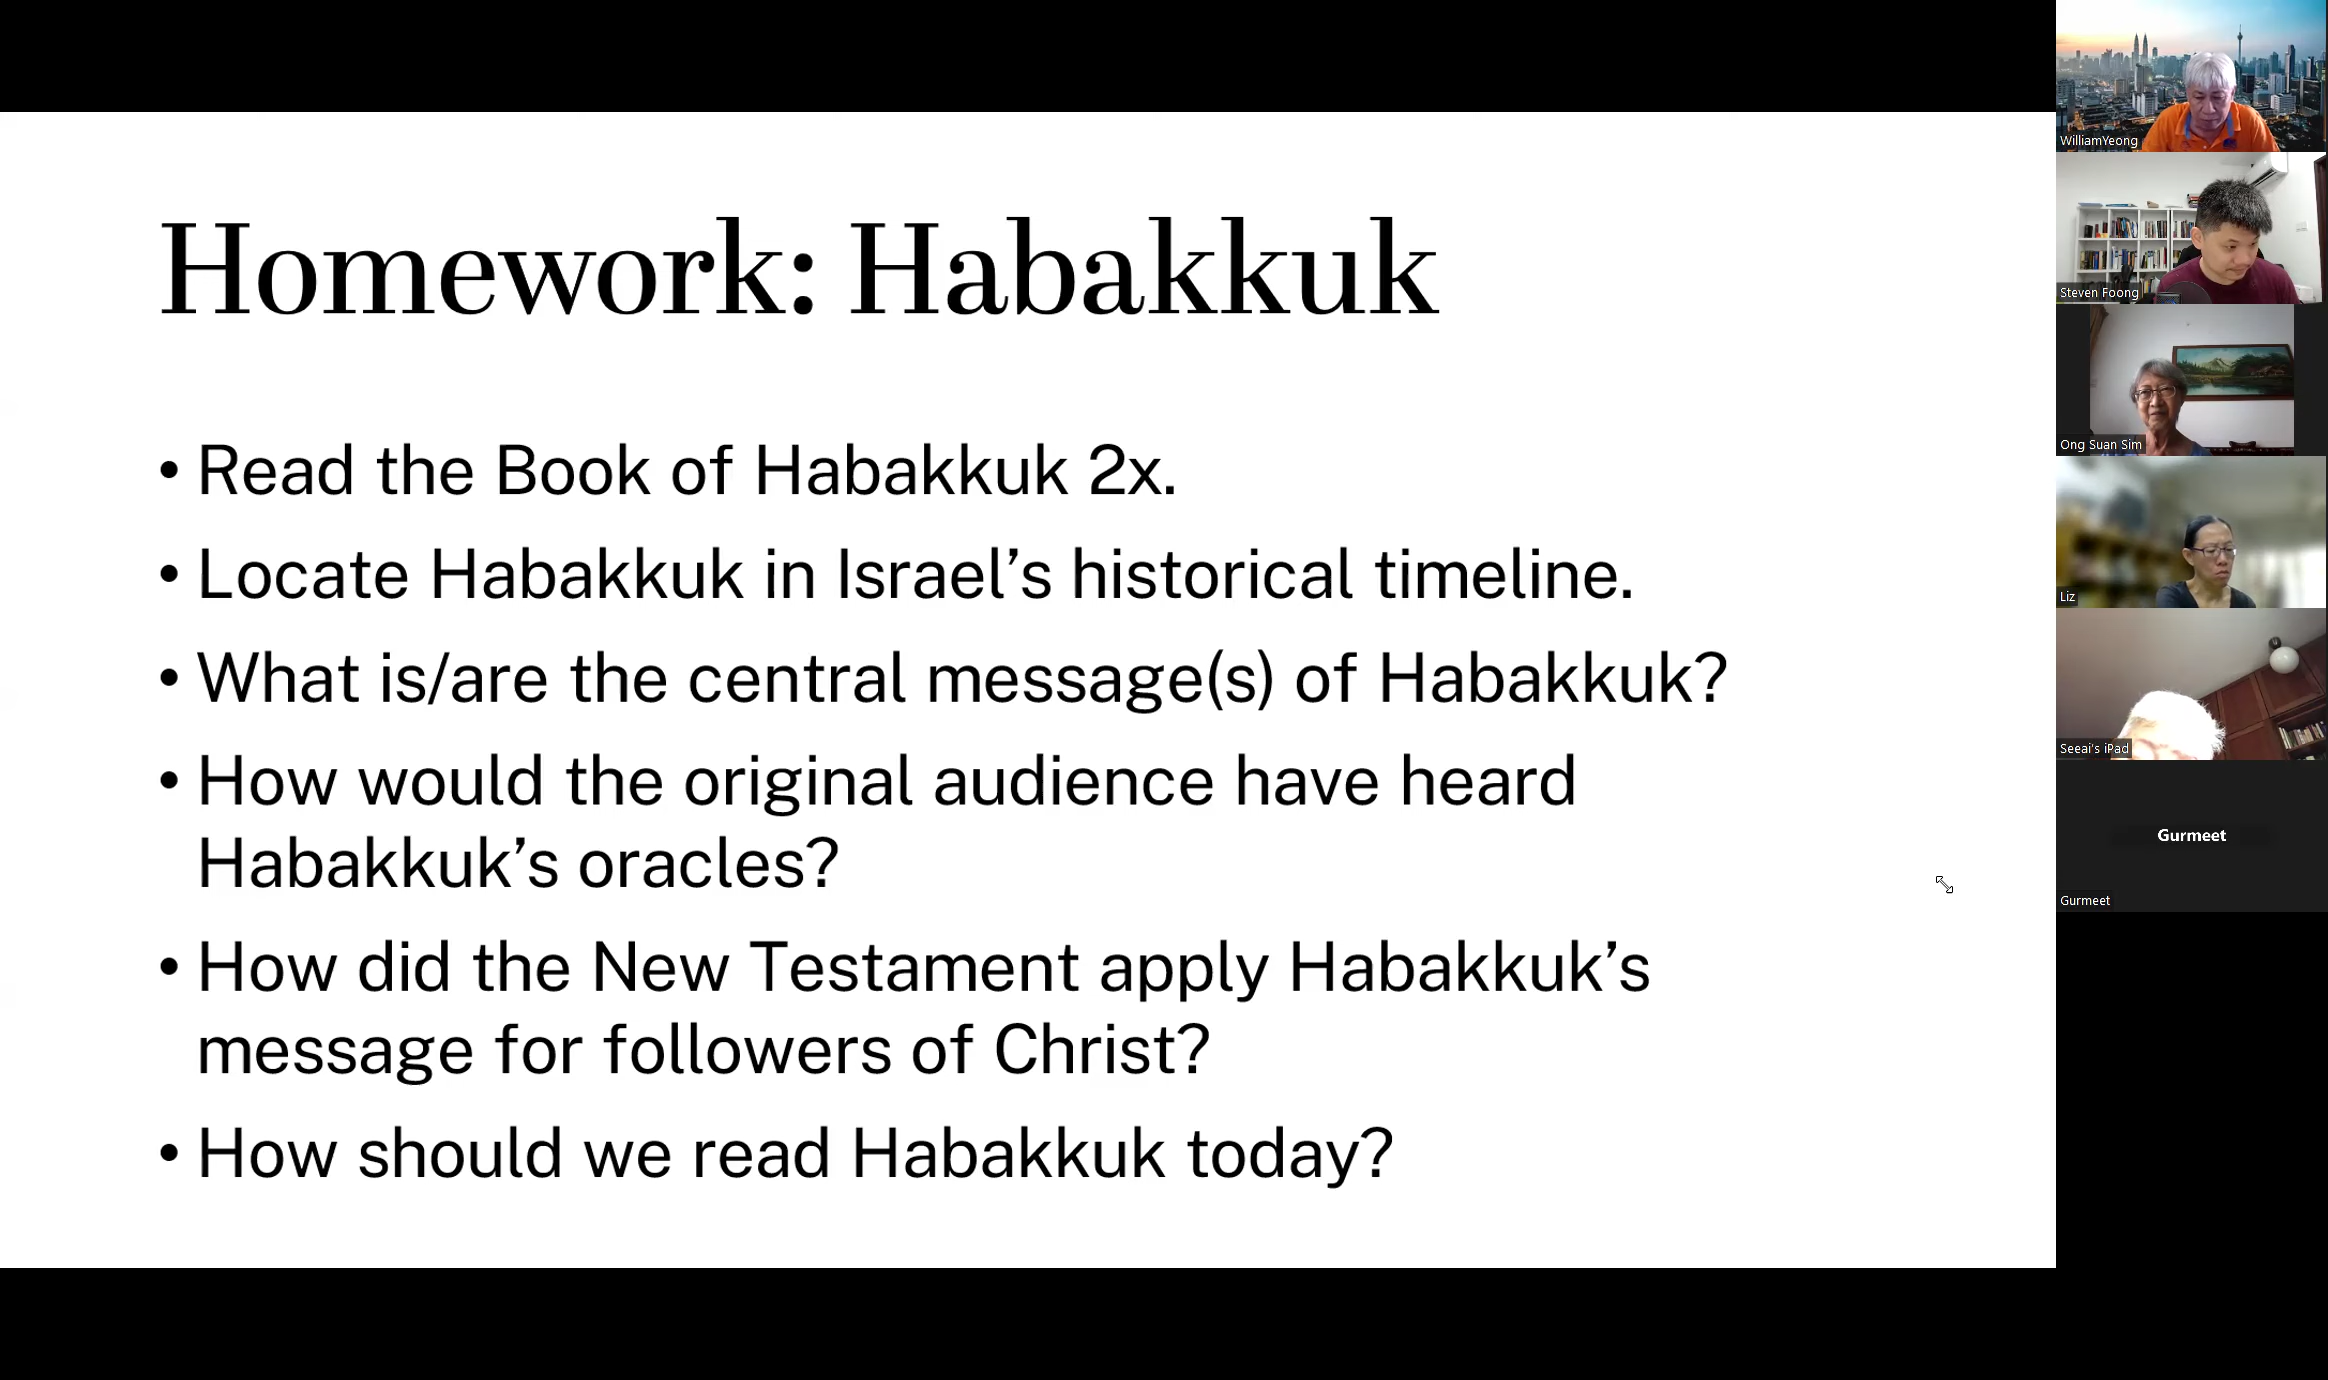 Homework: Habakkuk
• Read the Book of Habakkuk 2x.
• Locate Habakkuk in Israel’s historical timeline.
• What is/are the central message(s) of Habakkuk?
• How would the original audience have heard
Habakkuk’s oracles?
• How did the New Testament apply Habakkuk’s
message for followers of Christ?
• How should we read Habakkuk today?
WilliamYeong
Steven Foong
Ong Suan Sim
Liz
Seeai's iPad
Gurmeet
Gurmeet